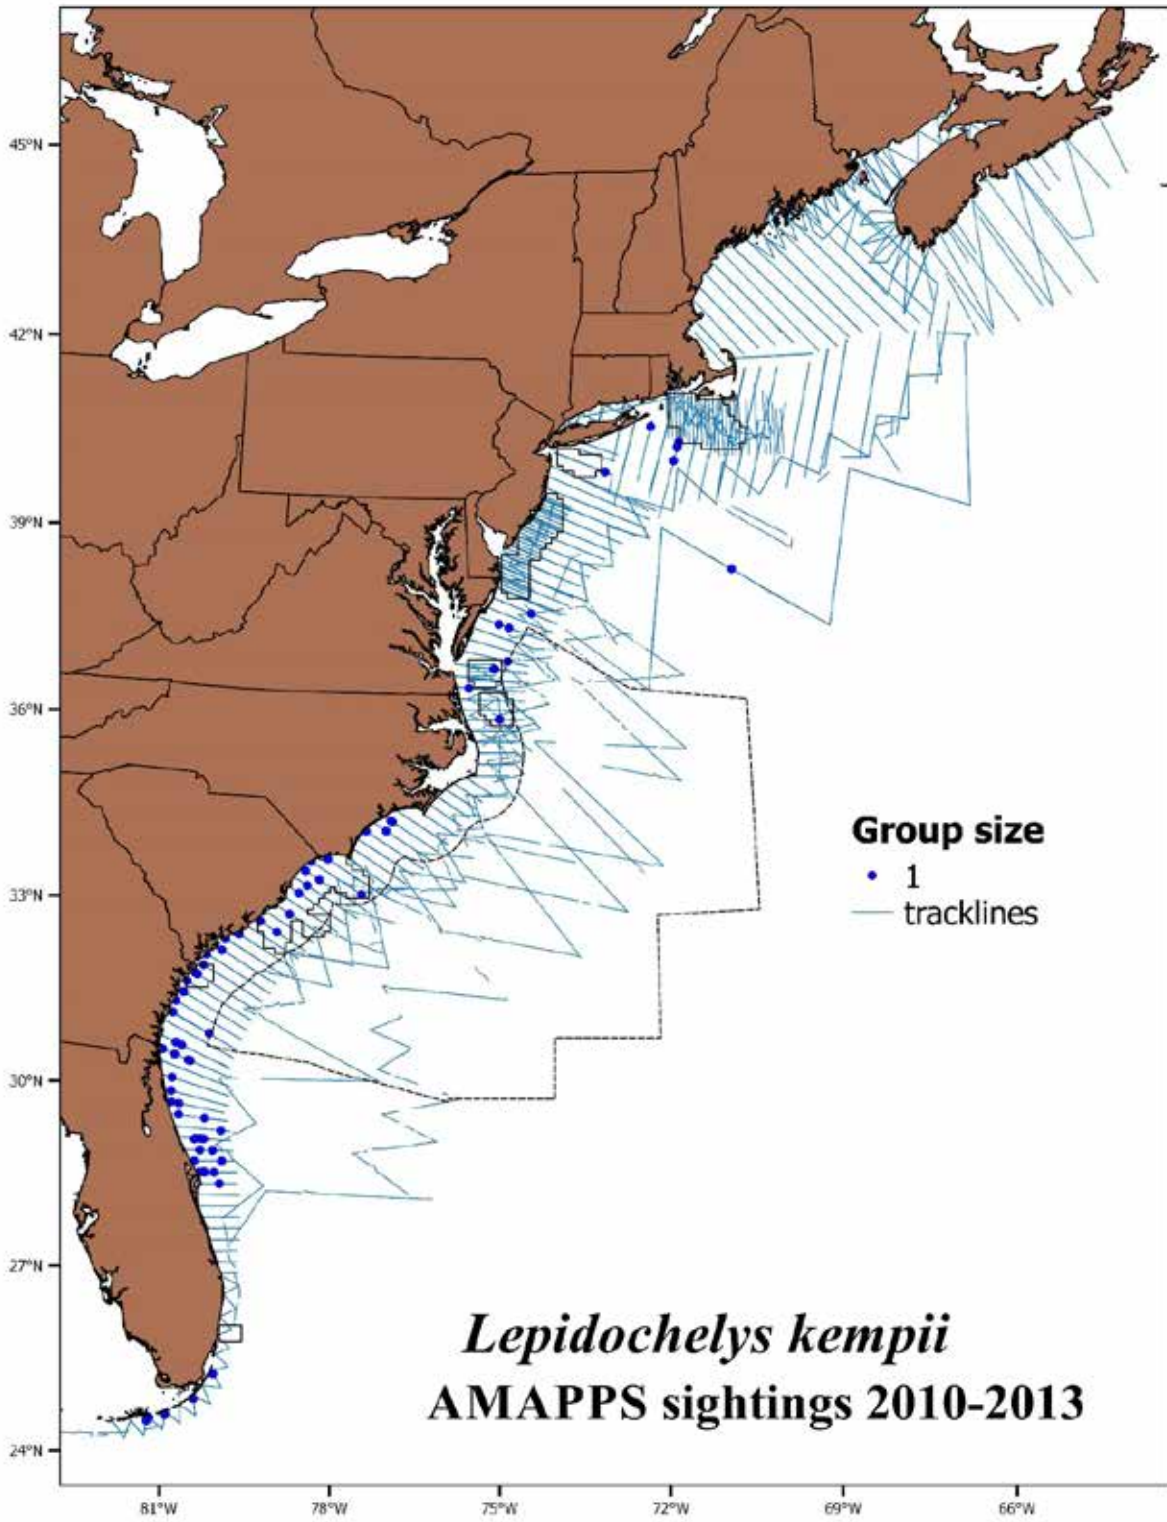 45°N
42°N
39°N
36°N
33°N
30°N
27°N
24°N
Group size
1
tracklines
Lepidochelys kempii
AMAPPS sightings 2010-2013
81°W
78°W
75°W
72°W
69°W
66°W